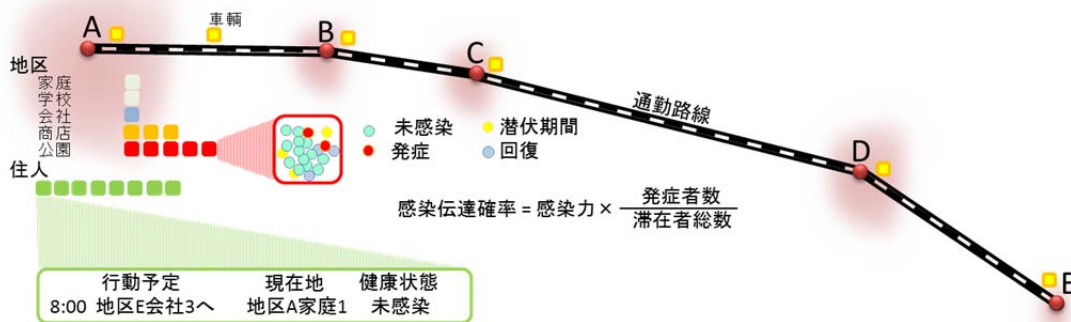 A
車輌
B
C
地区
家庭
学校
会社
商店
公園
通勤路線
未感染
潜伏期間
発症
回復
住人
D
感染伝達確率 = 感染力 × 発症者数
滞在者総数
行動予定 現在地 健康状態
8:00 地区E会社3へ 地区A家庭1 未感染
E